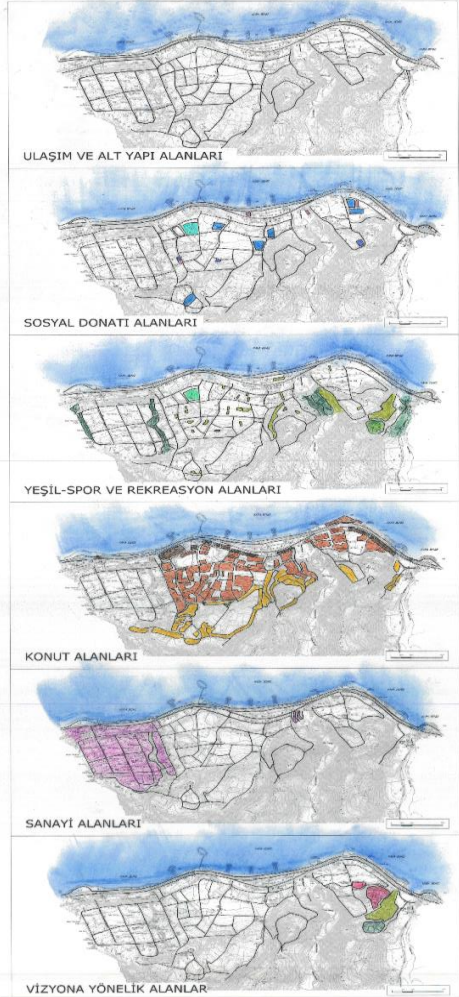 ULAŞIM VE ALT YAPI ALANLARI
SOSYAL DONATI ALANLARI
YEŞİL-SPOR VE REKREASYON ALANLARI
KONUT ALANLARI
SANAYİ ALANLARI
VİZYONA YÖNELİK ALANLAR